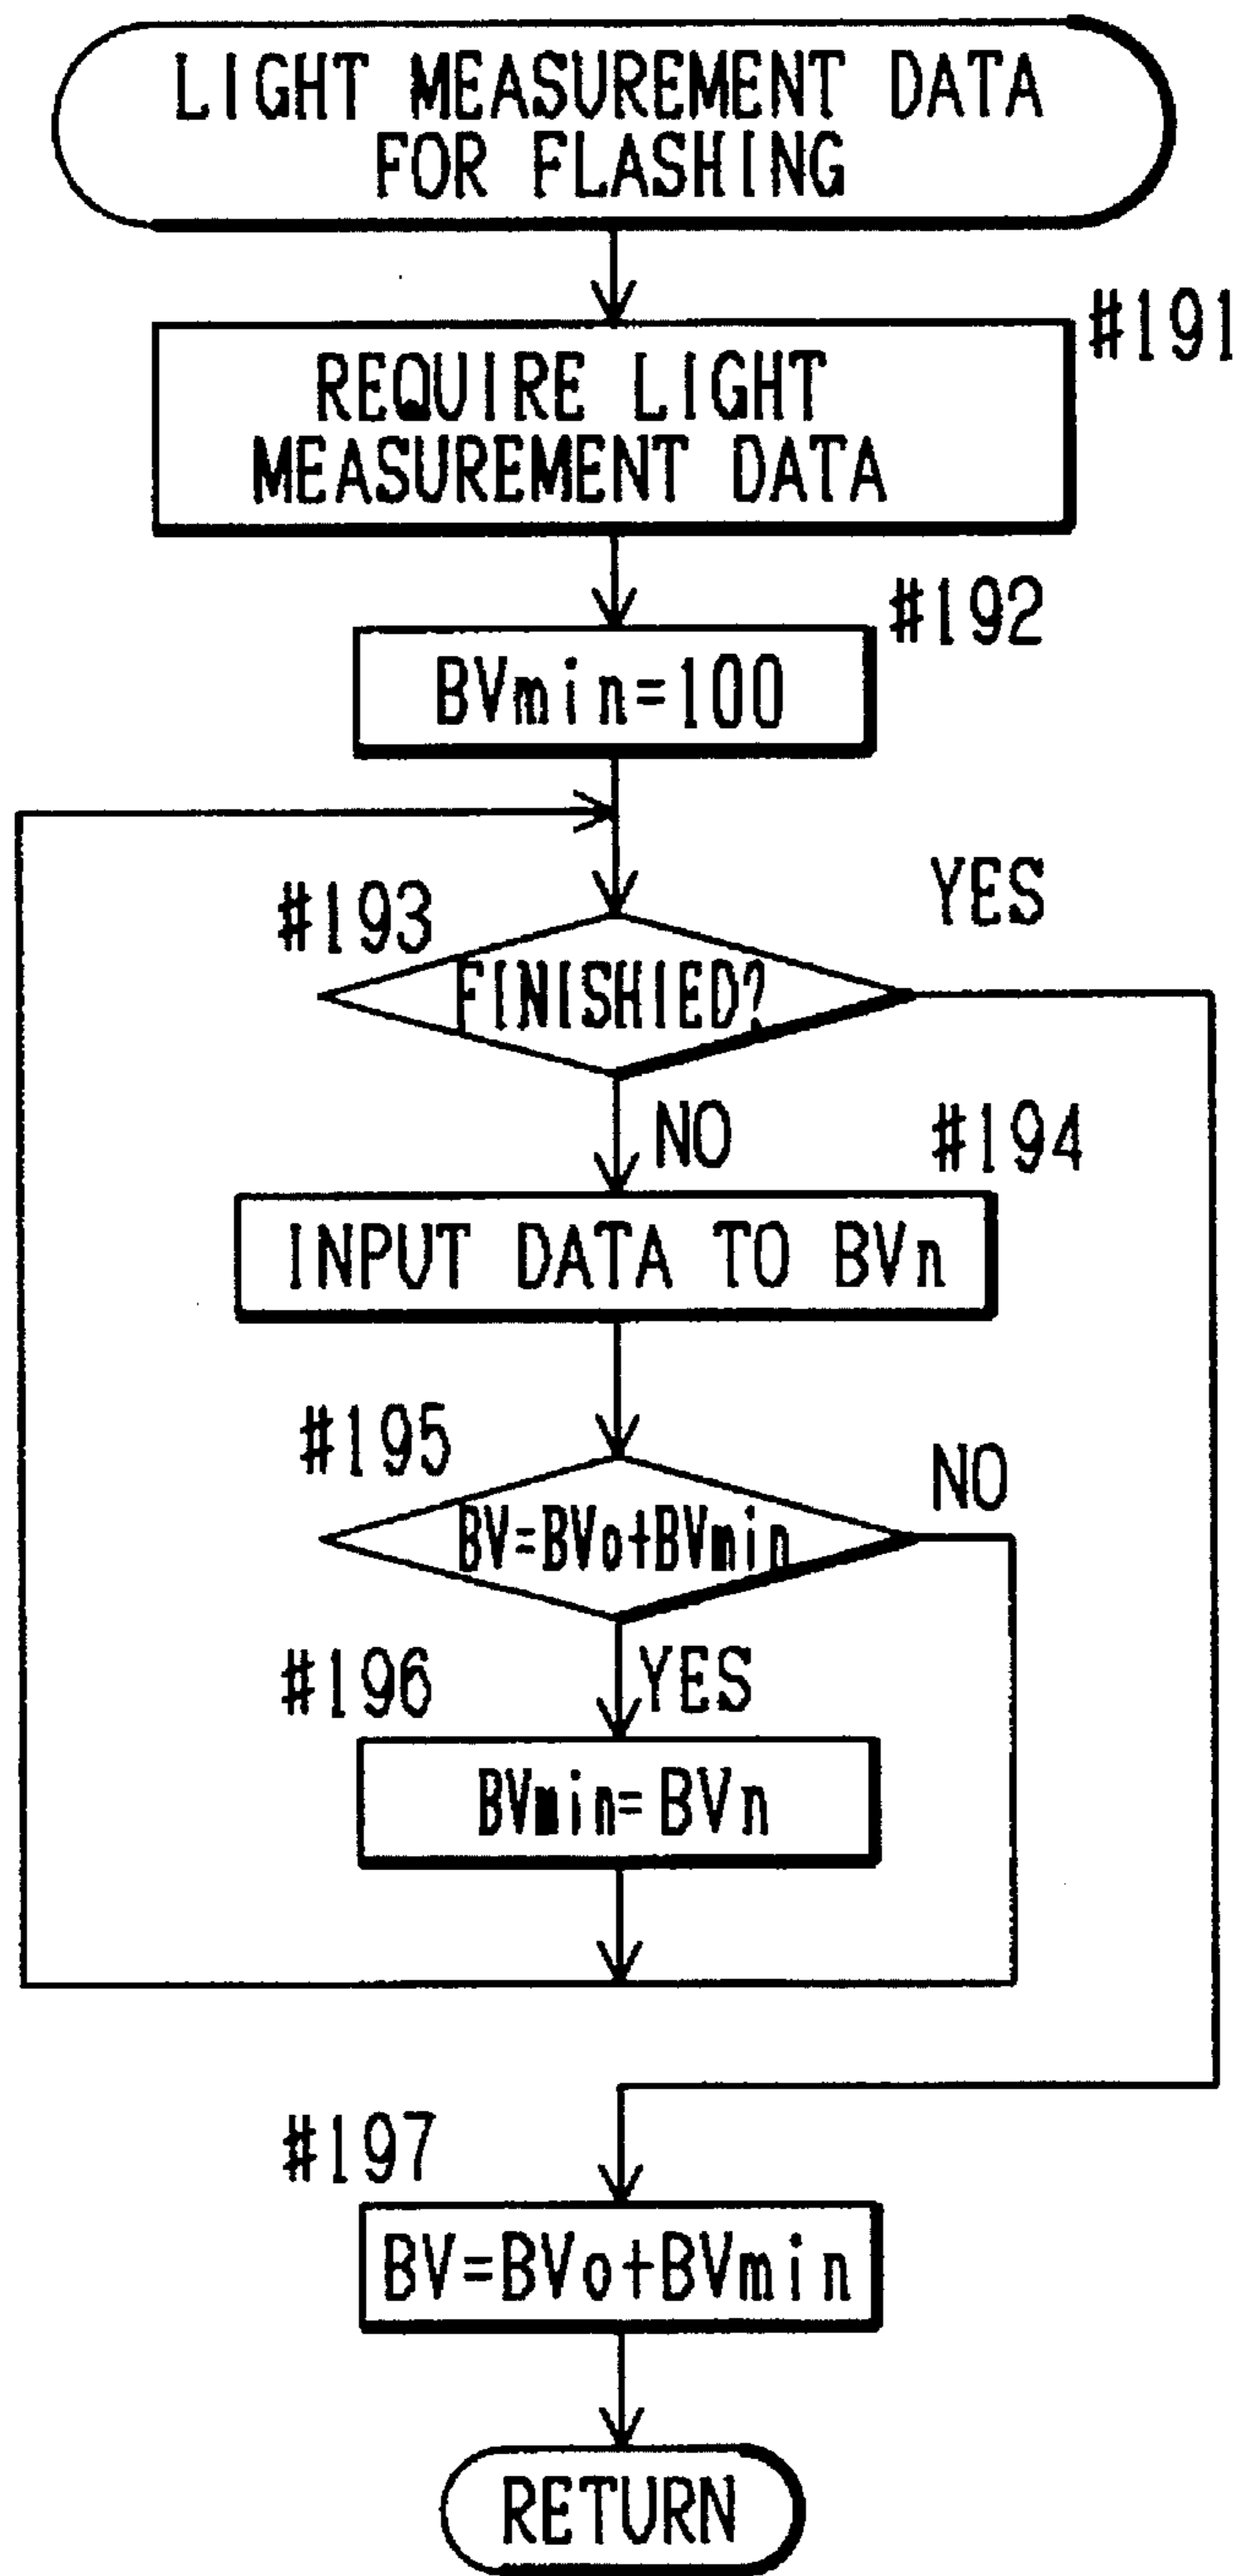 LIGHT MEASUREMENT DATA
FOR FLASHING
#191
REQUIRE LIGHT
MEASUREMENT DATA
#192
BVmin=100
#193
YES
FINISHIED?
NO
#194
INPUT DATA TO BVn
#195
NO
BV=BVo+BVmin
#196
YES
BVmin=BVn
#197
BV=BVo+BVmin
RETURN